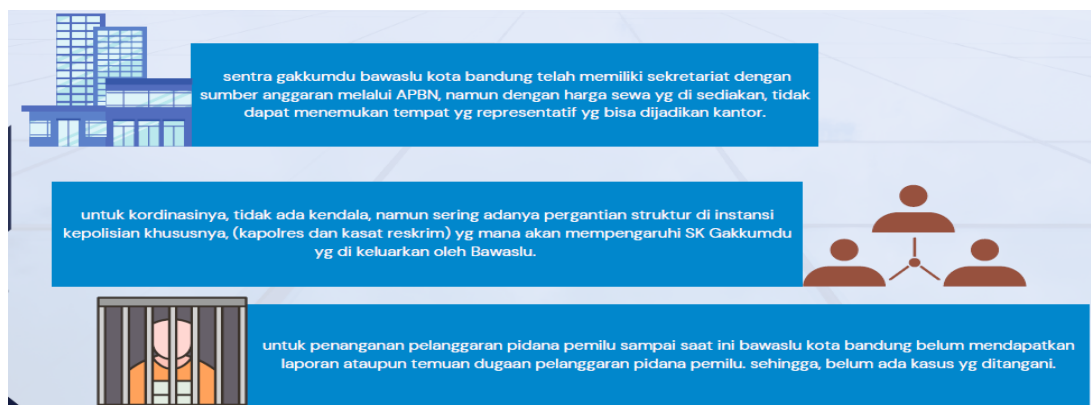 sentra gakkumdu bawaslu kota bandung telah memiliki sekretariat dengan
sumber anggaran melalui APBN, namun dengan harga sewa yg di sediakan, tidak
dapat menemukan tempat yg representatif yg bisa dijadikan kantor.
untuk kordinasinya, tidak ada kendala, namun sering adanya pergantian struktur di instansi
kepolisian khususnya, (kapolres dan kasat reskrim) yg mana akan mempengaruhi SK Gakkumdu
yg di keluarkan oleh Bawaslu.
untuk penanganan pelanggaran pidana pemilu sampai saat ini bawaslu kota bandung belum mendapatkan
laporan ataupun temuan dugaan pelanggaran pidana pemilu. sehingga, belum ada kasus yg ditangani.